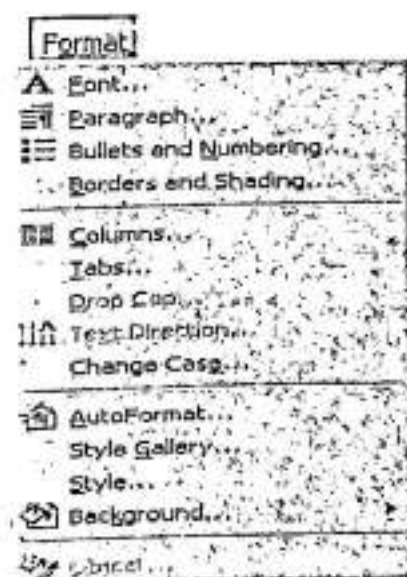 Format
Font...
Paragraph...
Bullets and Numbering...
Borders and Shading...
Columns...
Tabs...
Drop Cap...
Text Direction...
Change Case...
AutoFormat...
Style Gallery...
Style...
Background...